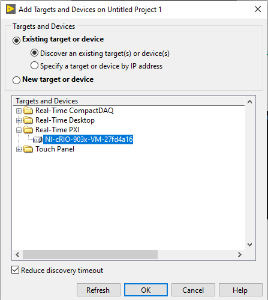 Add Targets and Devices on Untitled Project 1
Targets and Devices
Existing target or device
Discover an existing target(s) or device(s)
Specify a target or device by IP address
New target or device
Targets and Devices
Real-Time CompactDAQ
Real-Time Desktop
Real-Time PXI
NI-cRIO-903x-VM-27fd4a16
Touch Panel
Reduce discovery timeout
Refresh OK Cancel Help